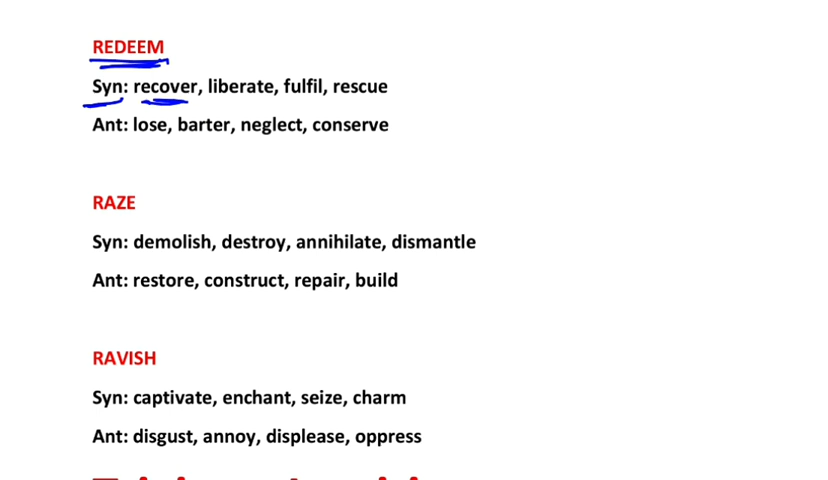 REDEEM
Syn: recover, liberate, fulfil, rescue
Ant: lose, barter, neglect, conserve
RAZE
Syn: demolish, destroy, annihilate, dismantle
Ant: restore, construct, repair, build
RAVISH
Syn: captivate, enchant, seize, charm
Ant: disgust, annoy, displease, oppress